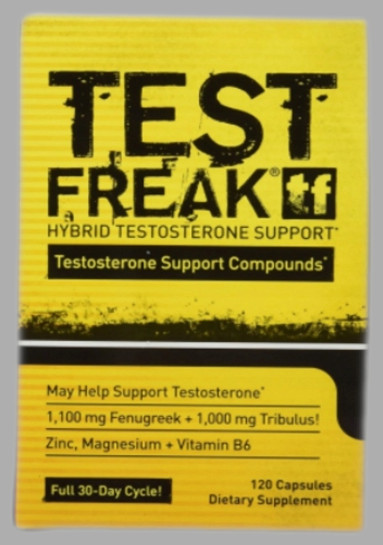 TEST
FREAK® tf
HYBRID TESTOSTERONE SUPPORT*
Testosterone Support Compounds*
May Help Support Testosterone*
1,100 mg Fenugreek + 1,000 mg Tribulus!
Zinc, Magnesium + Vitamin B6
Full 30-Day Cycle!
120 Capsules
Dietary Supplement